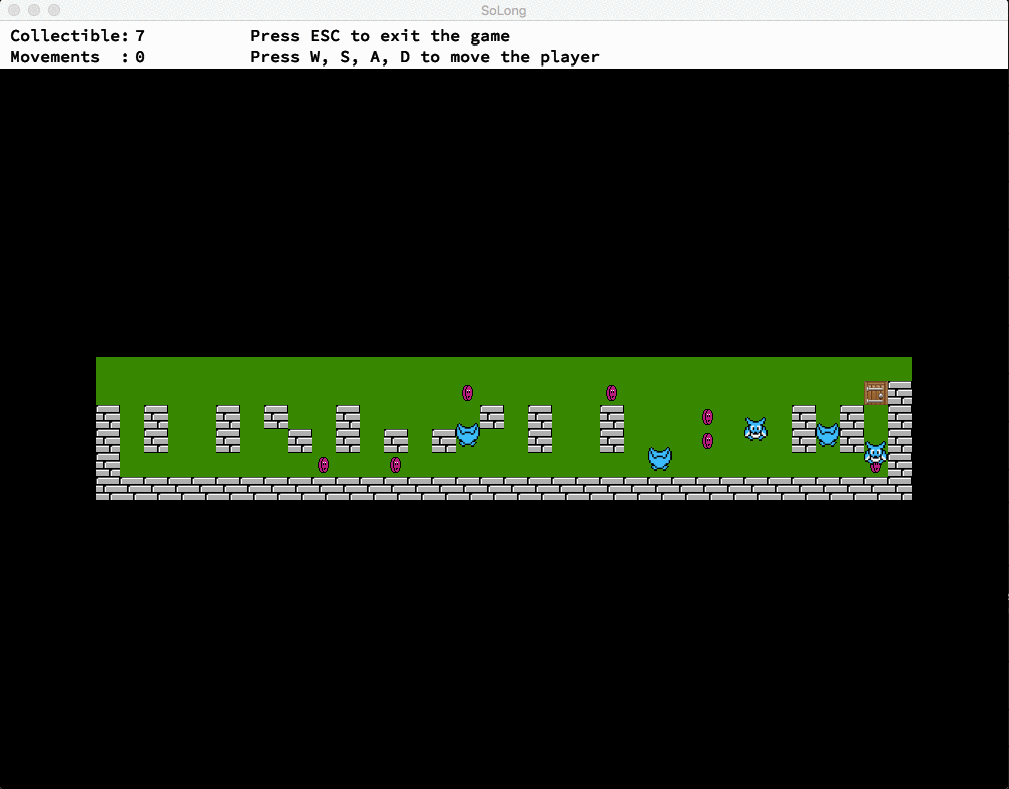 SoLong
Collectible: 7 Press ESC to exit the game
Movements : 0 Press W, S, A, D to move the player